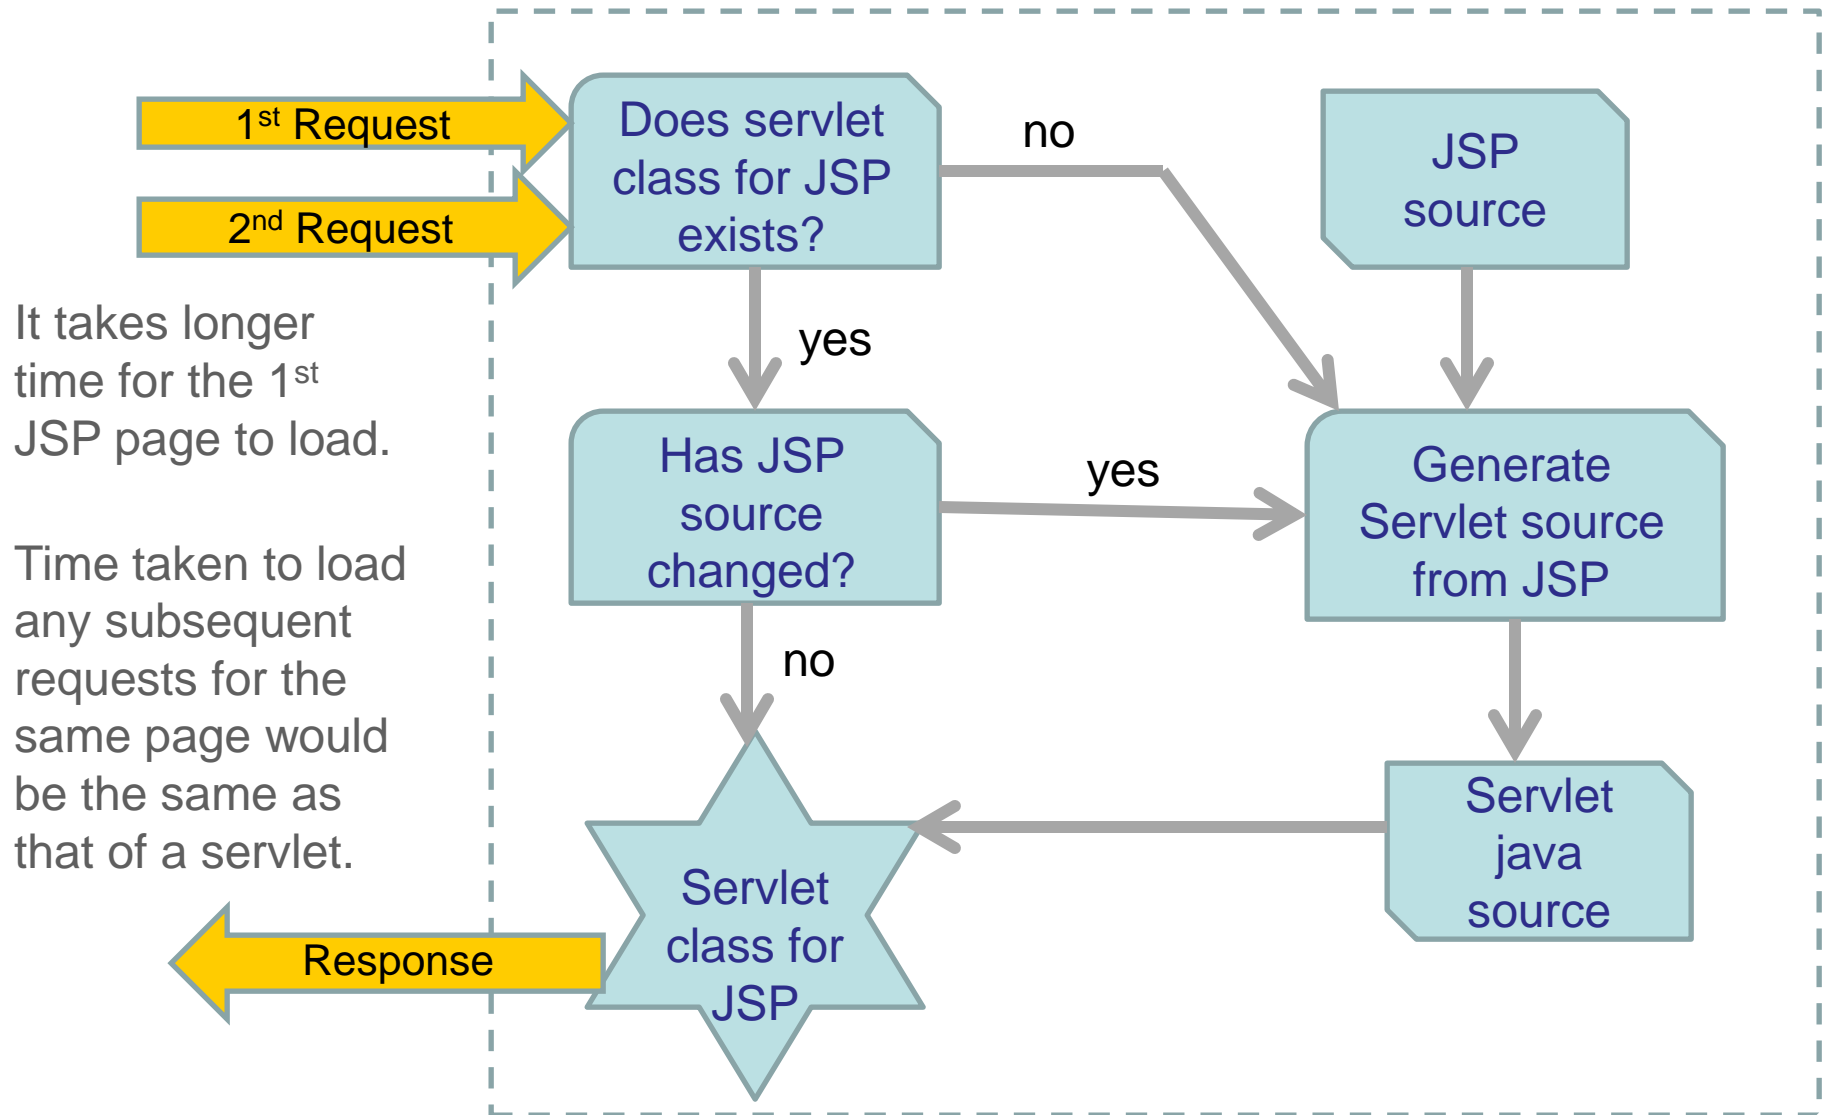 1st Request
2nd Request
Does servlet
class for JSP
exists?
no
JSP
source
It takes longer
time for the 1st
JSP page to load.
yes
Has JSP
source
changed?
yes
Generate
Servlet source
from JSP
Time taken to load
any subsequent
requests for the
same page would
be the same as
that of a servlet.
no
Servlet
java
source
Servlet
class for
JSP
Response